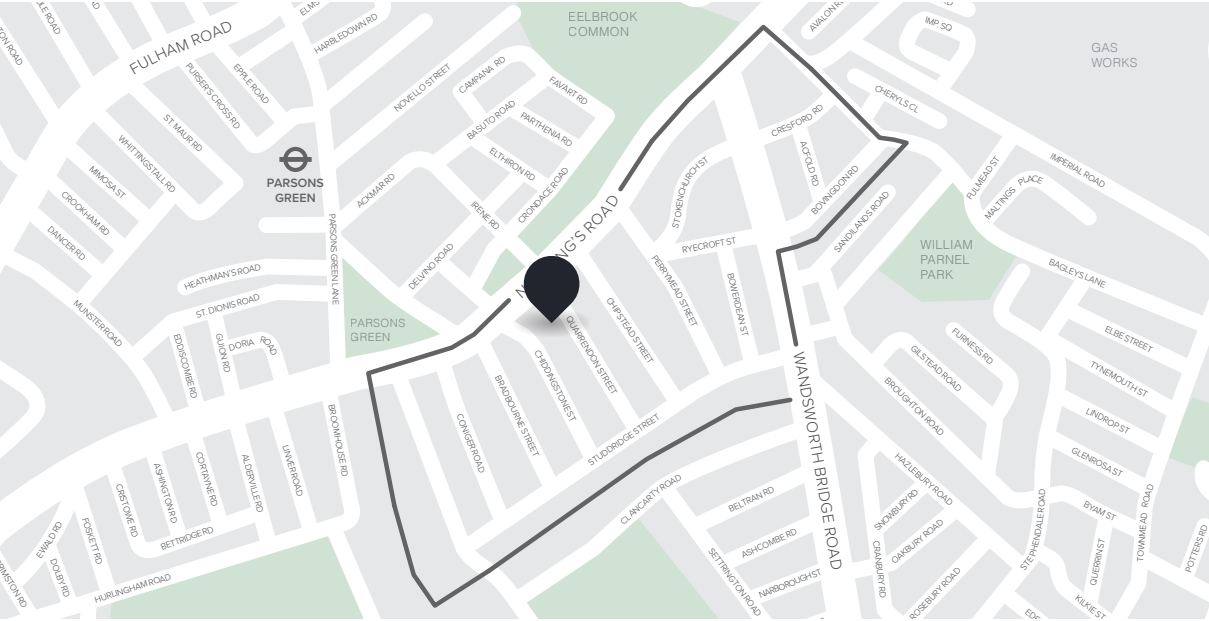 EELBROOK
COMMON
GAS
WORKS
IMP SQ
FULHAM ROAD
HARBLEDOWN RD
PURSER'S CROSS RD
EPPLE ROAD
NOVELLO STREET
CAMPANA RD
FAVART RD
CHERYLS CL
ST. MAUR RD
BASUTO ROAD
PARTHENIA RD
CRESFORD RD
WHITTINGSTALL RD
ELTHIRON RD
ACFOLD RD
IMPERIAL ROAD
MIMOSA ST
PARSONS
GREEN
ACKMAR RD
CRONDACE ROAD
STOKENCHURCH ST
BOVINGDON RD
FULMEAD ST
MALTINGS PLACE
CROOKHAM RD
IRENE RD
SANDILANDS ROAD
DANCER RD
PARSONS GREEN LANE
NG'S ROAD
RYECROFT ST
WILLIAM
PARNEL
PARK
HEATHMAN'S ROAD
DELVINO ROAD
PERRYMEAD STREET
BOWERDEAN ST
BAGLEYS LANE
ST. DIONIS ROAD
MUNSTER ROAD
PARSONS
GREEN
QUARRENDON STREET
CHIPSTEAD STREET
EDDISCOMBE RD
GUION RD
DORIA ROAD
ELBE STREET
FURNESS RD
GILSTEAD ROAD
CHIDDINGSTONE ST
BRADBOURNE STREET
WANDSWORTH BRIDGE ROAD
TYNEMOUTH ST
BROOMHOUSE RD
CONIGER ROAD
STUDDRIDGE STREET
BROUGHTON ROAD
LINDROP ST
ASHINGTON RD
CORTAYNE RD
ALDERVILLE RD
LINVER ROAD
CRISTOWE RD
GLENROSA ST
HAZLEBURY ROAD
CLANCARTY ROAD
BELTRAN RD
SNOWBURY RD
BYAM ST
EWALD RD
FOSKETT RD
BETTRIDGE RD
ASHCOMBE RD
OAKBURY ROAD
STEPHENDALE ROAD
TOWNMEAD ROAD
POTTERS RD
DOLBY RD
HURLINGHAM ROAD
SETTRINGTON ROAD
NARBOROUGH ST
CRANBURY RD
ROSEBURY ROAD
QUERRIN ST
KILKIE ST